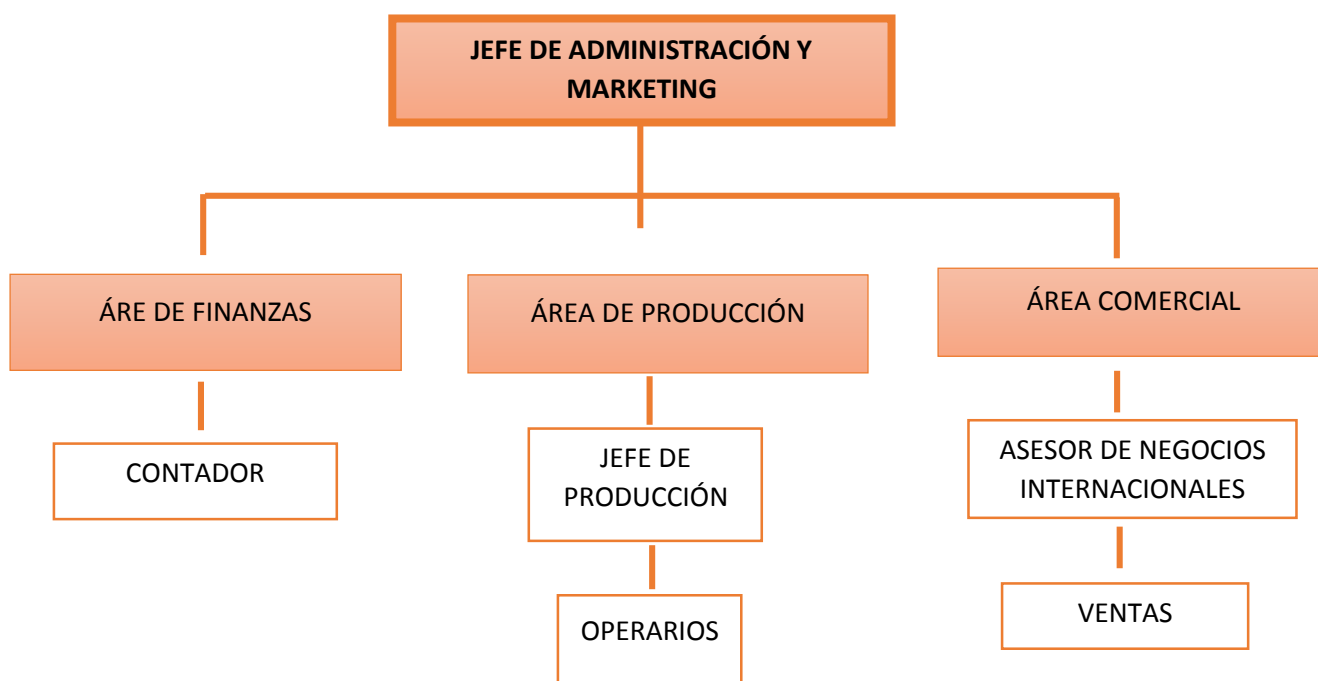 JEFE DE ADMINISTRACIÓN Y
MARKETING
ÁRE DE FINANZAS
ÁREA DE PRODUCCIÓN
ÁREA COMERCIAL
CONTADOR
JEFE DE
PRODUCCIÓN
ASESOR DE NEGOCIOS
INTERNACIONALES
OPERARIOS
VENTAS